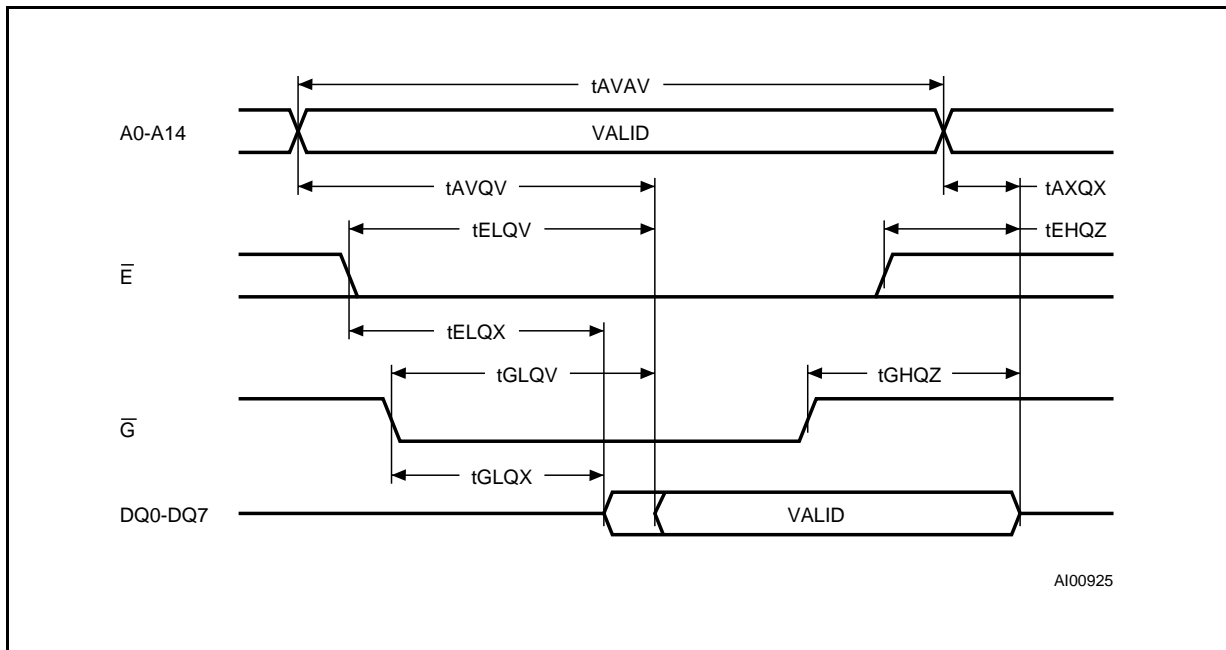 tAVAV
A0-A14
VALID
tAVQV
tAXQX
tELQV
tEHQZ
E̅
tELQX
tGLQV
tGHQZ
G̅
tGLQX
DQ0-DQ7
VALID
AI00925